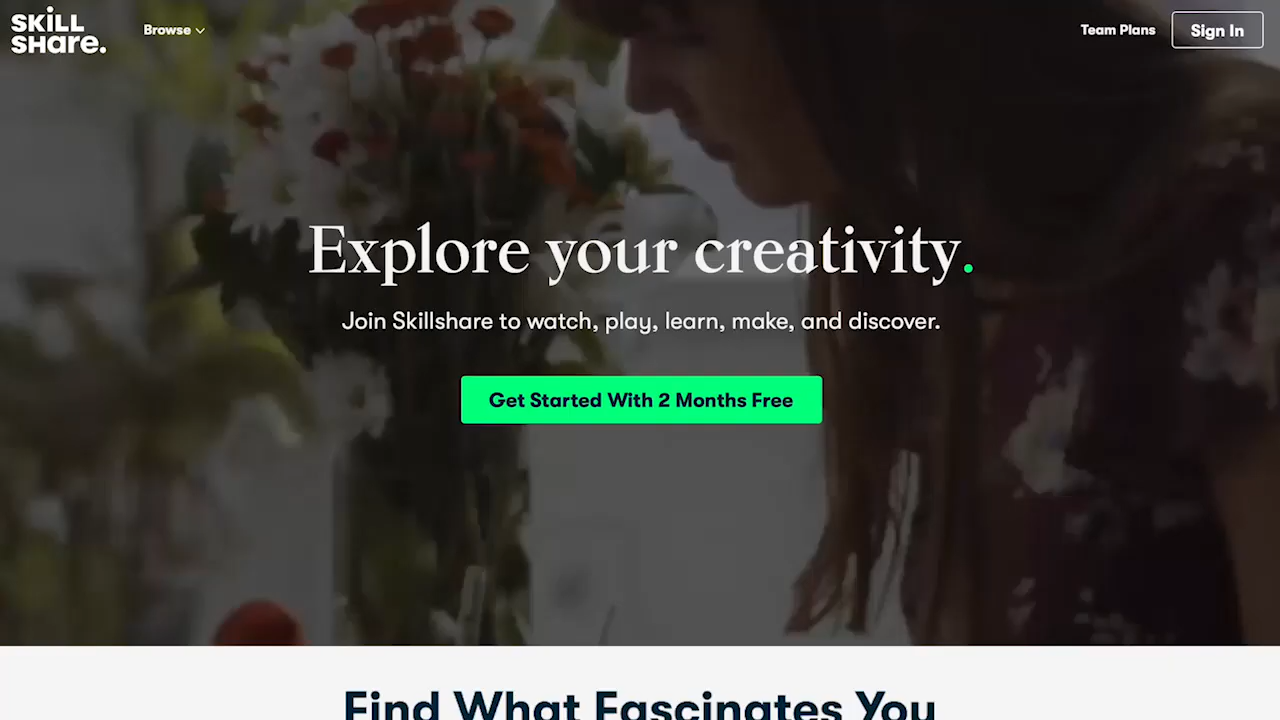 SKiLL
SHare.
Browse
Team Plans
Sign In
Explore your creativity.
Join Skillshare to watch, play, learn, make, and discover.
Get Started With 2 Months Free
Find What Fascinates You